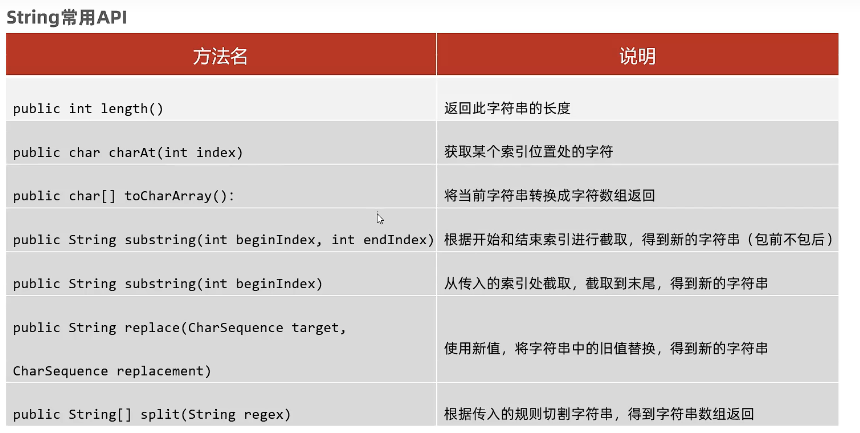 String常用API
方法名 说明
public int length() 返回此字符串的长度
public char charAt(int index) 获取某个索引位置处的字符
public char[] toCharArray()： 将当前字符串转换成字符数组返回
public String substring(int beginIndex, int endIndex) 根据开始和结束索引进行截取，得到新的字符串（包前不包后）
public String substring(int beginIndex) 从传入的索引处截取，截取到末尾，得到新的字符串
public String replace(CharSequence target,
CharSequence replacement) 使用新值，将字符串中的旧值替换，得到新的字符串
public String[] split(String regex) 根据传入的规则切割字符串，得到字符串数组返回